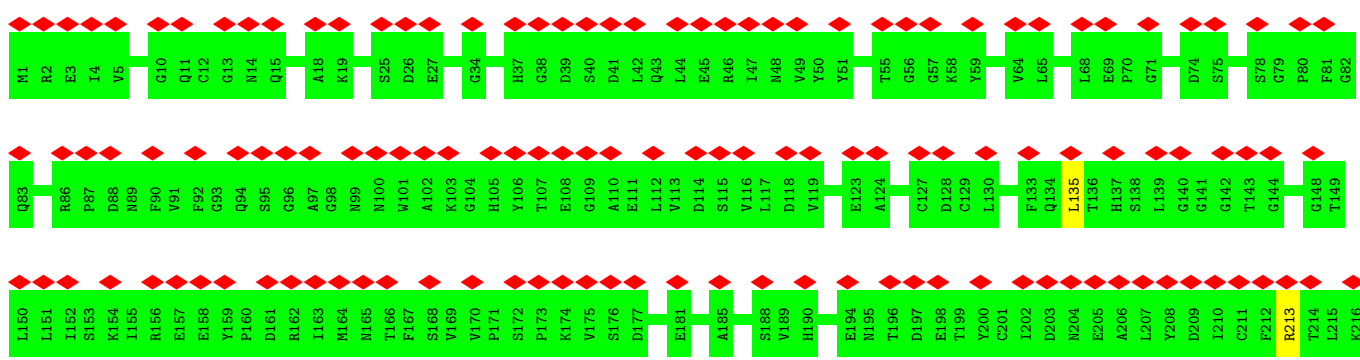 M1 R2 E3 I4 V5 G10 Q11 C12 G13 N14 Q15 A18 K19 S25 D26 E27 G34 H37 G38 D39 S40 D41 L42 Q43 L44 E45 R46 I47 N48 V49 Y50 Y51 T55 G56 G57 K58 Y59 V64 L65 L68 E69 P70 G71 D74 S75 S78 G79 P80 F81 G82
Q83 R86 P87 D88 N89 F90 V91 F92 G93 Q94 S95 G96 A97 G98 N99 N100 W101 A102 K103 G104 H105 Y106 T107 E108 G109 A110 E111 L112 V113 D114 S115 V116 L117 D118 V119 E123 A124 C127 D128 C129 L130 F133 Q134 L135 T136 H137 S138 L139 G140 G141 G142 T143 G144 G148 T149
L150 L151 I152 S153 K154 I155 R156 E157 E158 Y159 P160 D161 R162 I163 M164 N165 T166 F167 S168 V169 V170 P171 S172 P173 K174 V175 S176 D177 E181 A185 S188 V189 H190 E194 N195 T196 D197 E198 T199 Y200 C201 I202 D203 N204 E205 A206 L207 Y208 D209 I210 C211 F212 R213 T214 L215 K216